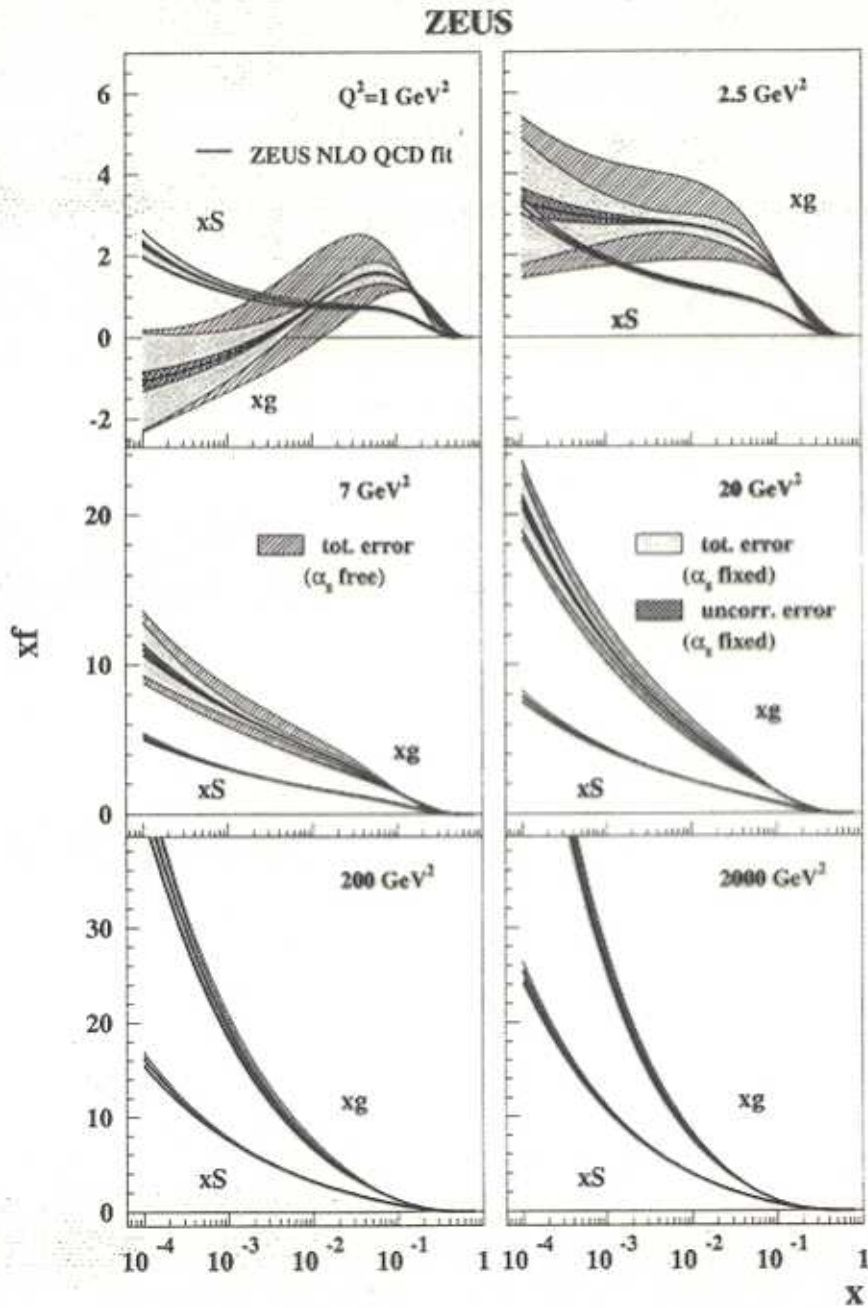 ZEUS
Q²=1 GeV²
2.5 GeV²
ZEUS NLO QCD fit
xS
xg
xg
xS
6
4
2
0
-2
7 GeV²
20 GeV²
tot. error
(αs free)
tot. error
(αs fixed)
uncorr. error
(αs fixed)
xf
xg
xS
xg
xS
20
10
0
200 GeV²
2000 GeV²
xg
xS
xg
xS
30
20
10
0
10⁻⁴ 10⁻³ 10⁻² 10⁻¹ 1 10⁻⁴ 10⁻³ 10⁻² 10⁻¹ 1
x